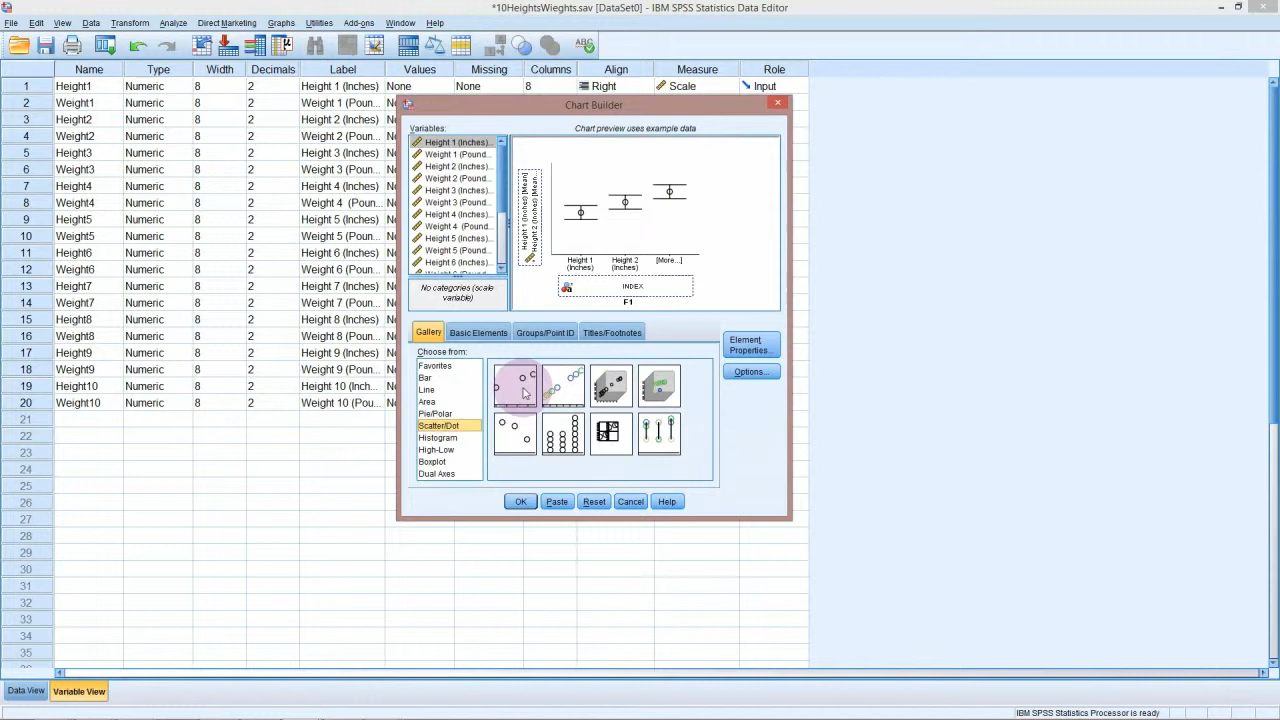 *10HeightsWieghts.sav [DataSet0] - IBM SPSS Statistics Data Editor
File Edit View Data Transform Analyze Direct Marketing Graphs Utilities Add-ons Window Help
Name Type Width Decimals Label Values Missing Columns Align Measure Role
1 Height1 Numeric 8 2 Height 1 (Inches) None None 8 Right Scale Input
2 Weight1 Numeric 8 2 Weight 1 (Poun...
3 Height2 Numeric 8 2 Height 2 (Inches)
4 Weight2 Numeric 8 2 Weight 2 (Poun...
5 Height3 Numeric 8 2 Height 3 (Inches)
6 Weight3 Numeric 8 2 Weight 3 (Poun...
7 Height4 Numeric 8 2 Height 4 (Inches)
8 Weight4 Numeric 8 2 Weight 4  (Poun...
9 Height5 Numeric 8 2 Height 5 (Inches)
10 Weight5 Numeric 8 2 Weight 5 (Poun...
11 Height6 Numeric 8 2 Height 6 (Inches)
12 Weight6 Numeric 8 2 Weight 6 (Poun...
13 Height7 Numeric 8 2 Height 7 (Inches)
14 Weight7 Numeric 8 2 Weight 7 (Poun...
15 Height8 Numeric 8 2 Height 8 (Inches)
16 Weight8 Numeric 8 2 Weight 8 (Poun...
17 Height9 Numeric 8 2 Height 9 (Inches)
18 Weight9 Numeric 8 2 Weight 9 (Poun...
19 Height10 Numeric 8 2 Height 10 (Inch...
20 Weight10 Numeric 8 2 Weight 10 (Pou...
21
22
23
24
25
26
27
28
29
30
31
32
33
34
35
Chart Builder
Variables:
Chart preview uses example data
Height 1 (Inches)...
Weight 1 (Pound...
Height 2 (Inches)...
Weight 2 (Pound...
Height 3 (Inches)...
Weight 3 (Pound...
Height 4 (Inches)...
Weight 4  (Pound...
Height 5 (Inches)...
Weight 5 (Pound...
Height 6 (Inches)...
No categories (scale
variable)
Height 1 (Inches) [Mean]
Height 2 (Inches) [Mean...
Height 1
(Inches)
Height 2
(Inches)
[More...]
INDEX
F1
Gallery Basic Elements Groups/Point ID Titles/Footnotes
Choose from:
Favorites
Bar
Line
Area
Pie/Polar
Scatter/Dot
Histogram
High-Low
Boxplot
Dual Axes
Element
Properties...
Options...
OK Paste Reset Cancel Help
Data View Variable View
IBM SPSS Statistics Processor is ready